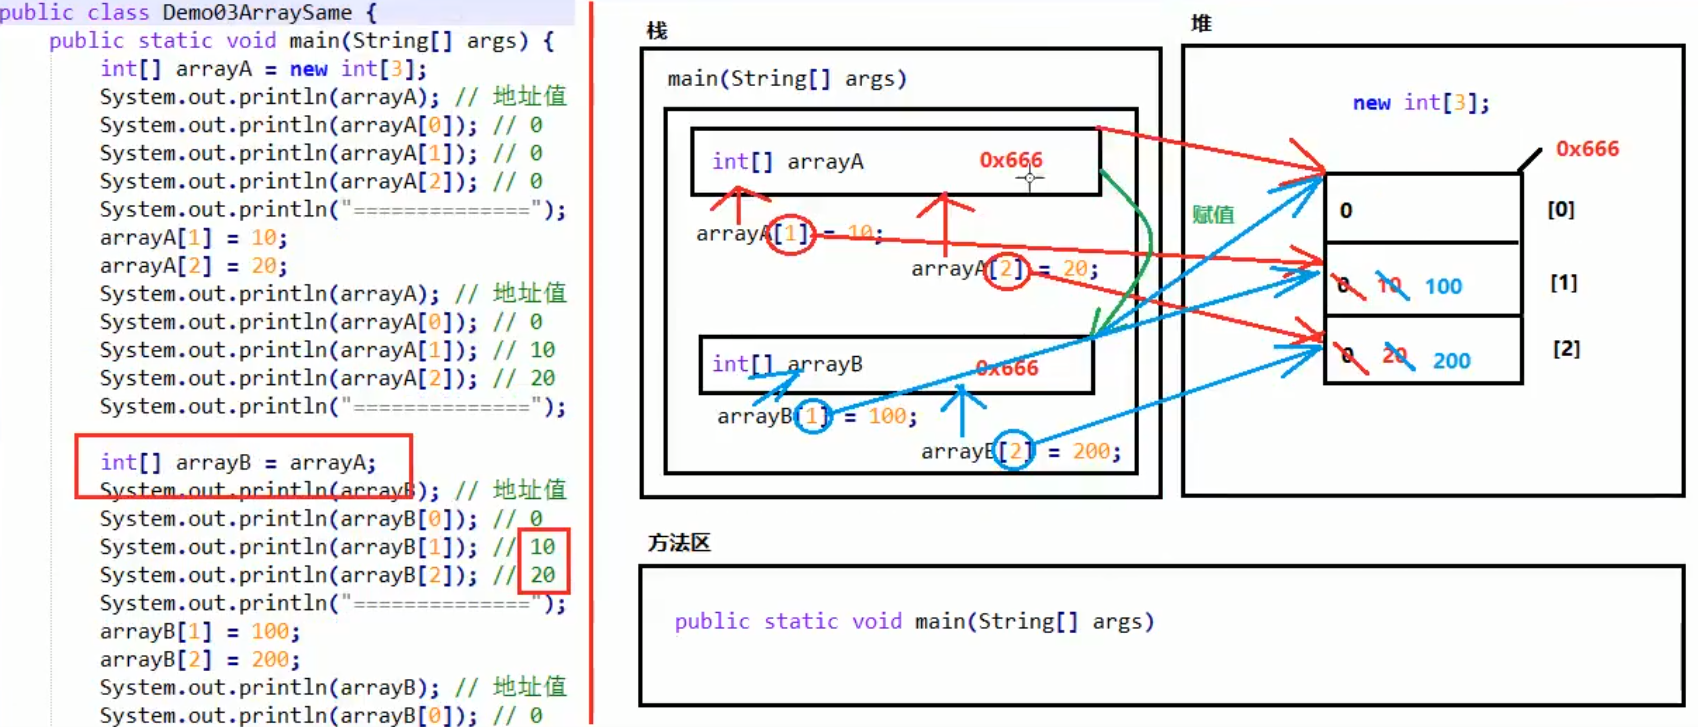 public class Demo03ArraySame {
public static void main(String[] args) {
int[] arrayA = new int[3];
System.out.println(arrayA); // 地址值
System.out.println(arrayA[0]); // 0
System.out.println(arrayA[1]); // 0
System.out.println(arrayA[2]); // 0
System.out.println("==============");
arrayA[1] = 10;
arrayA[2] = 20;
System.out.println(arrayA); // 地址值
System.out.println(arrayA[0]); // 0
System.out.println(arrayA[1]); // 10
System.out.println(arrayA[2]); // 20
System.out.println("==============");
int[] arrayB = arrayA;
System.out.println(arrayB); // 地址值
System.out.println(arrayB[0]); // 0
System.out.println(arrayB[1]); // 10
System.out.println(arrayB[2]); // 20
System.out.println("==============");
arrayB[1] = 100;
arrayB[2] = 200;
System.out.println(arrayB); // 地址值
System.out.println(arrayB[0]); // 0
栈
main(String[] args)
int[] arrayA 0x666
arrayA[1] = 10;
arrayA[2] = 20;
int[] arrayB 0x666
arrayB[1] = 100;
arrayB[2] = 200;
赋值
堆
new int[3];
0x666
0 [0]
0 10 100 [1]
0 20 200 [2]
方法区
public static void main(String[] args)